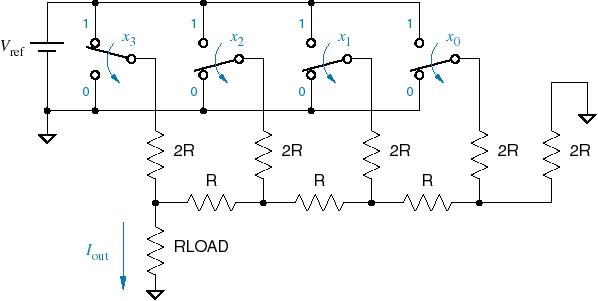 1 x3 1 x2 1 x1 1 x0
Vref
0 0 0 0
2R 2R 2R 2R 2R
R R R
Iout RLOAD